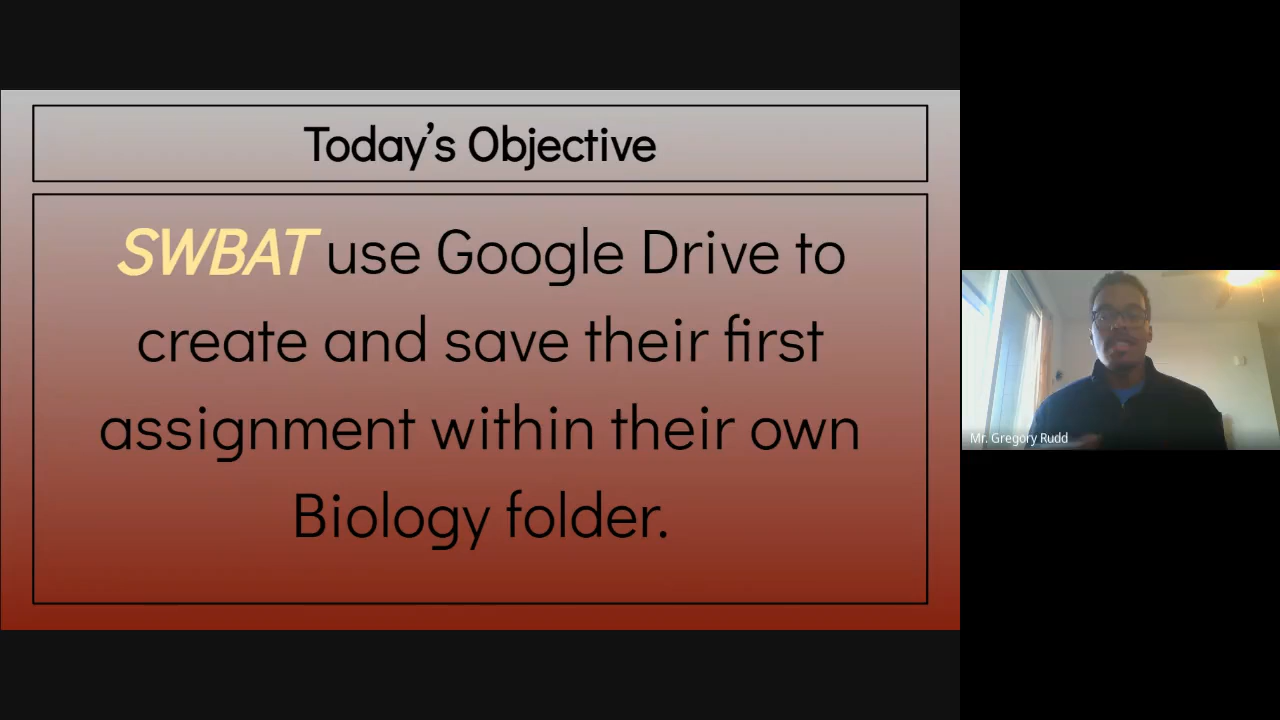 Today’s Objective
SWBAT use Google Drive to
create and save their first
assignment within their own
Biology folder.
Mr. Gregory Rudd